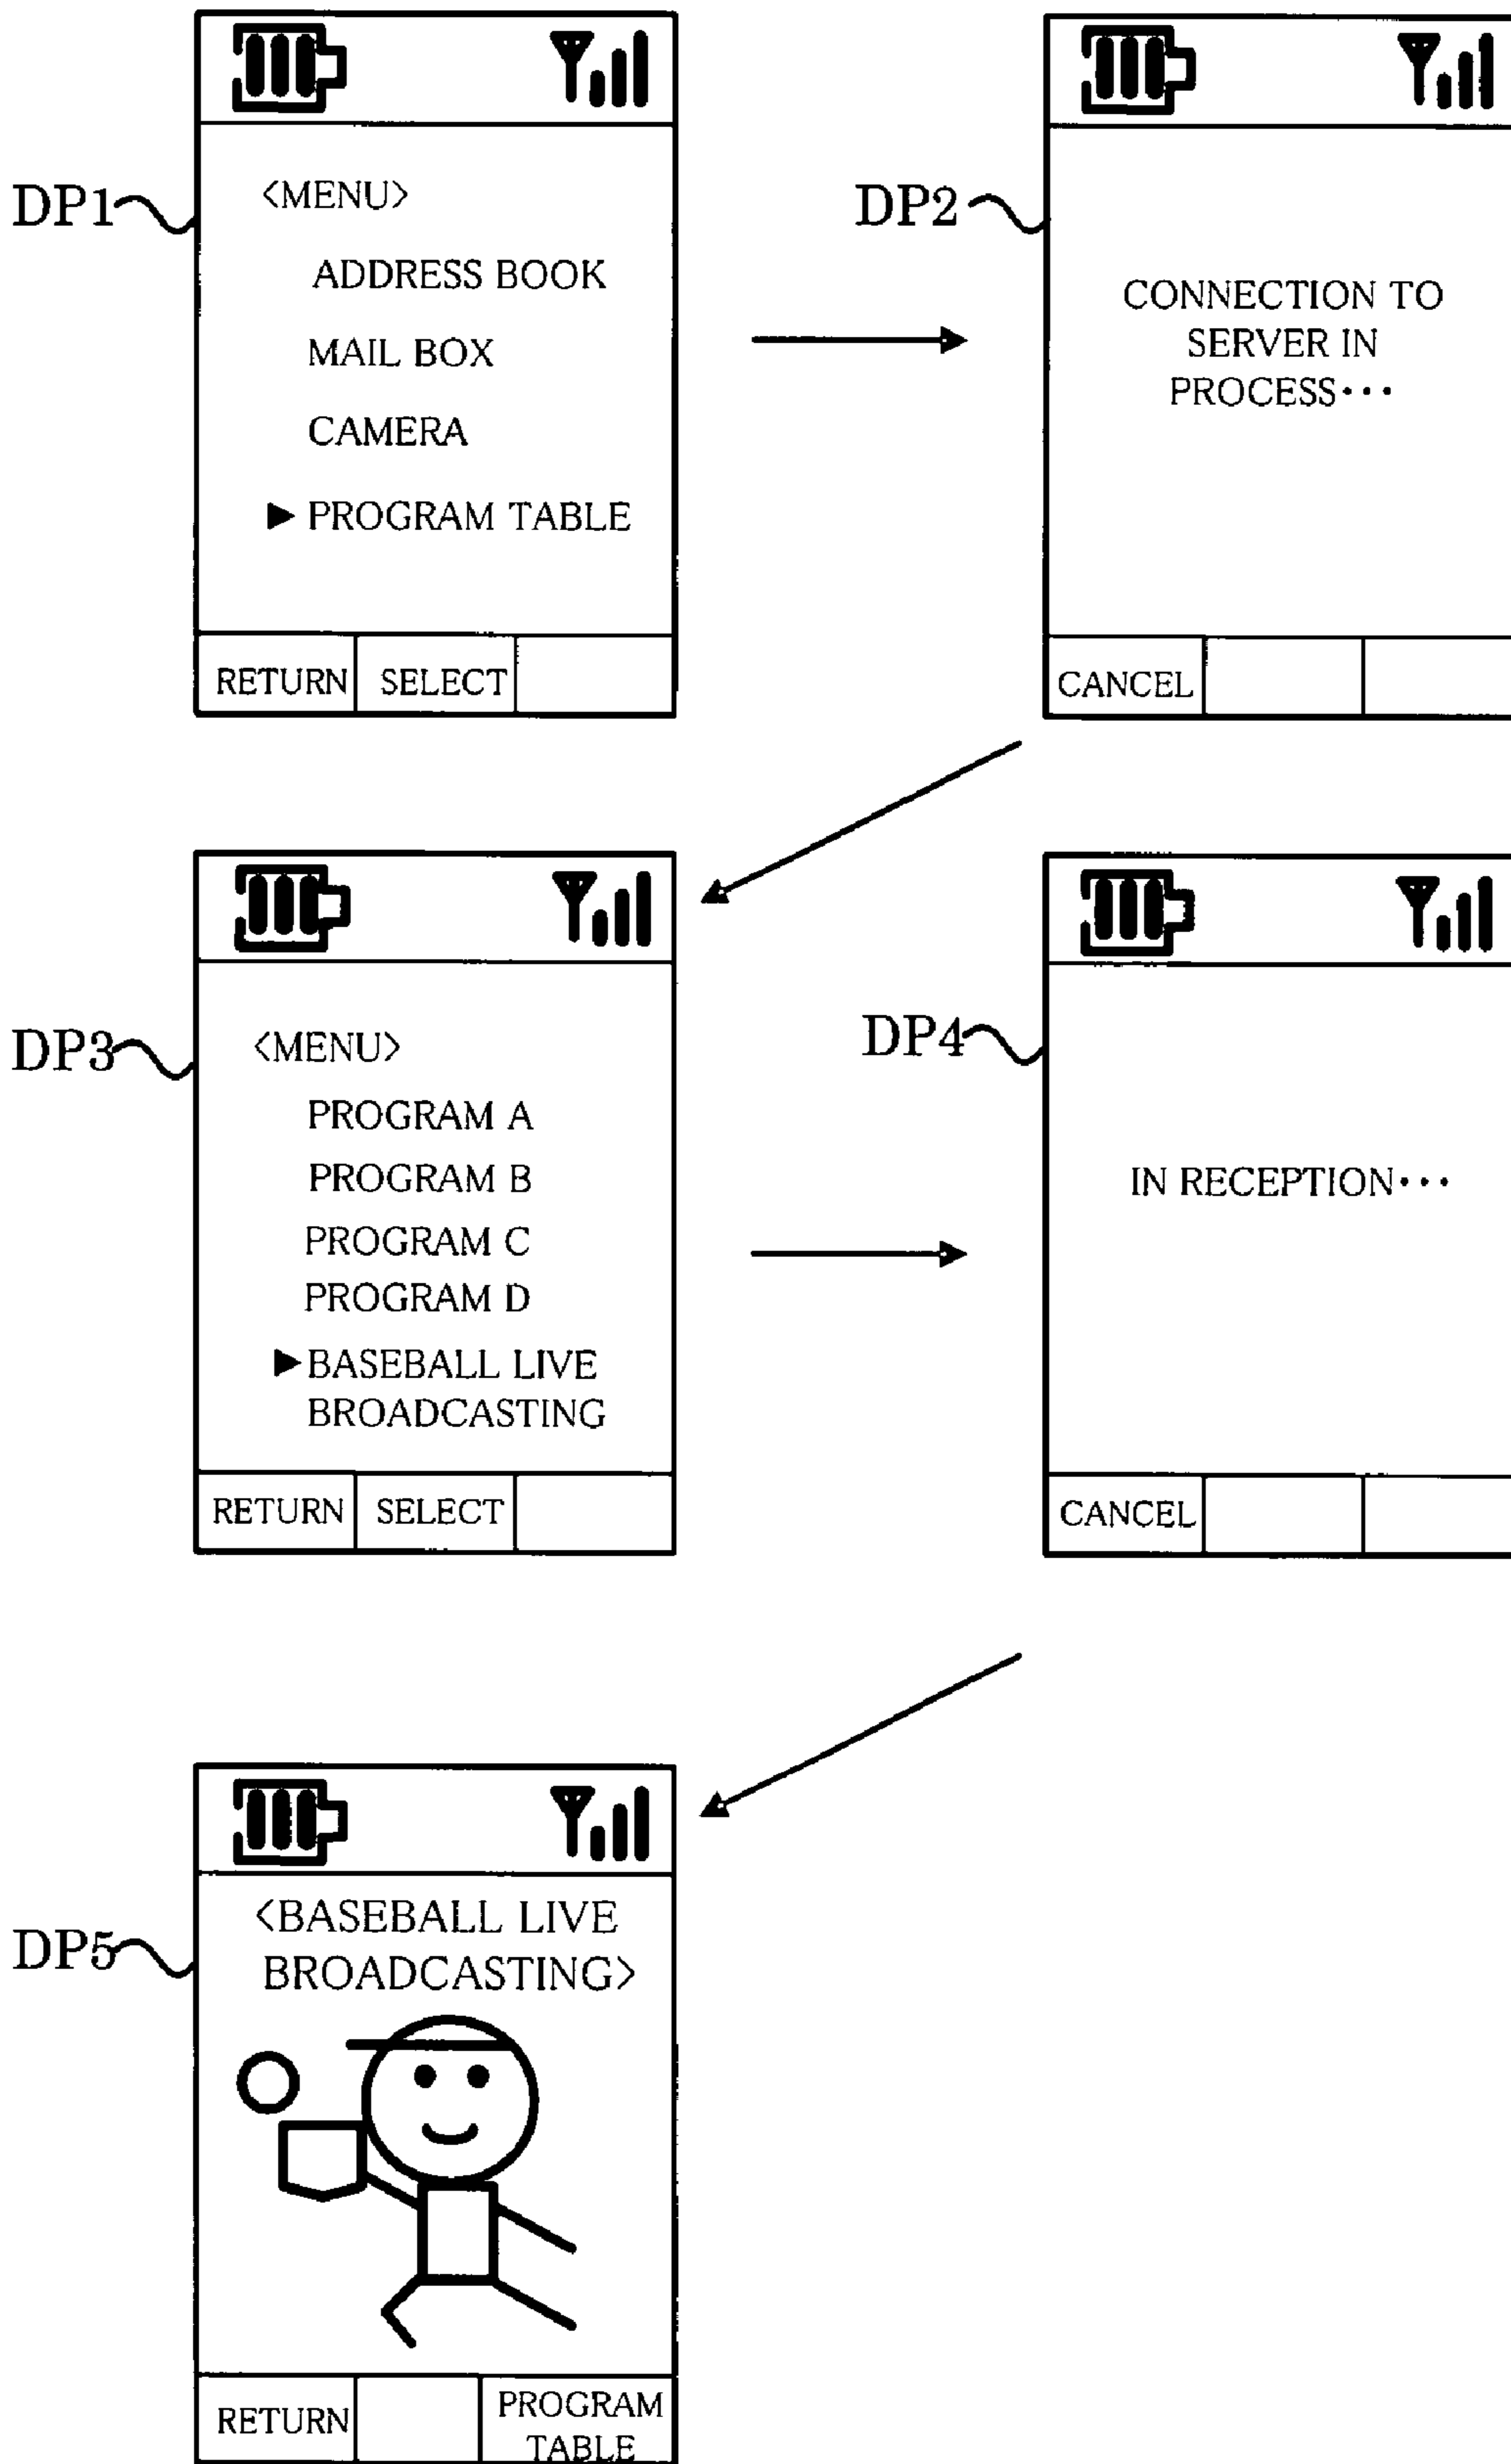 DP1
<MENU>
ADDRESS BOOK
MAIL BOX
CAMERA
▶ PROGRAM TABLE
RETURN SELECT
DP2
CONNECTION TO
SERVER IN
PROCESS···
CANCEL
DP3
<MENU>
PROGRAM A
PROGRAM B
PROGRAM C
PROGRAM D
▶ BASEBALL LIVE
BROADCASTING
RETURN SELECT
DP4
IN RECEPTION···
CANCEL
DP5
<BASEBALL LIVE
BROADCASTING>
RETURN
PROGRAM
TABLE